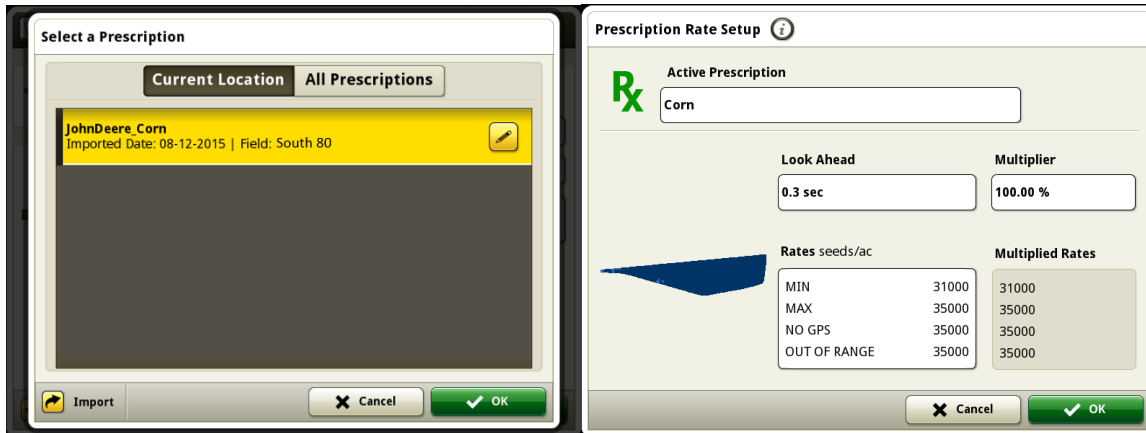 Select a Prescription
Current Location All Prescriptions
JohnDeere_Corn
Imported Date: 08-12-2015 | Field: South 80
Import Cancel OK
Prescription Rate Setup i
Rx
Active Prescription
Corn
Look Ahead Multiplier
0.3 sec 100.00 %
Rates seeds/ac Multiplied Rates
MIN 31000 31000
MAX 35000 35000
NO GPS 35000 35000
OUT OF RANGE 35000 35000
Cancel OK